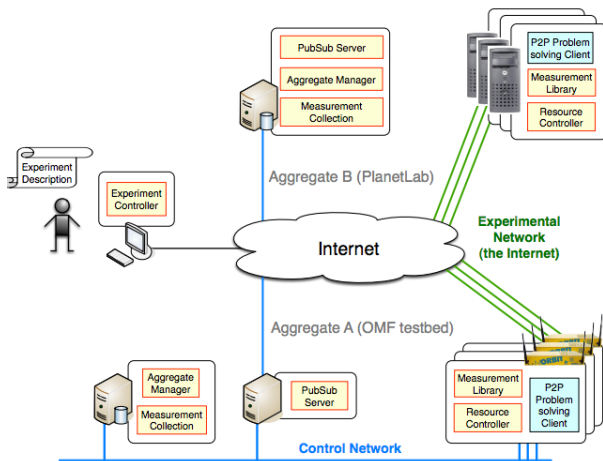 PubSub Server
Aggregate Manager
Measurement
Collection
P2P Problem
solving Client
Measurement
Library
Resource
Controller
Experiment
Description
Experiment
Controller
Aggregate B (PlanetLab)
Internet
Experimental
Network
(the Internet)
Aggregate A (OMF testbed)
ORBIT
Aggregate
Manager
Measurement
Collection
PubSub
Server
Measurement
Library
Resource
Controller
P2P
Problem
solving
Client
Control Network